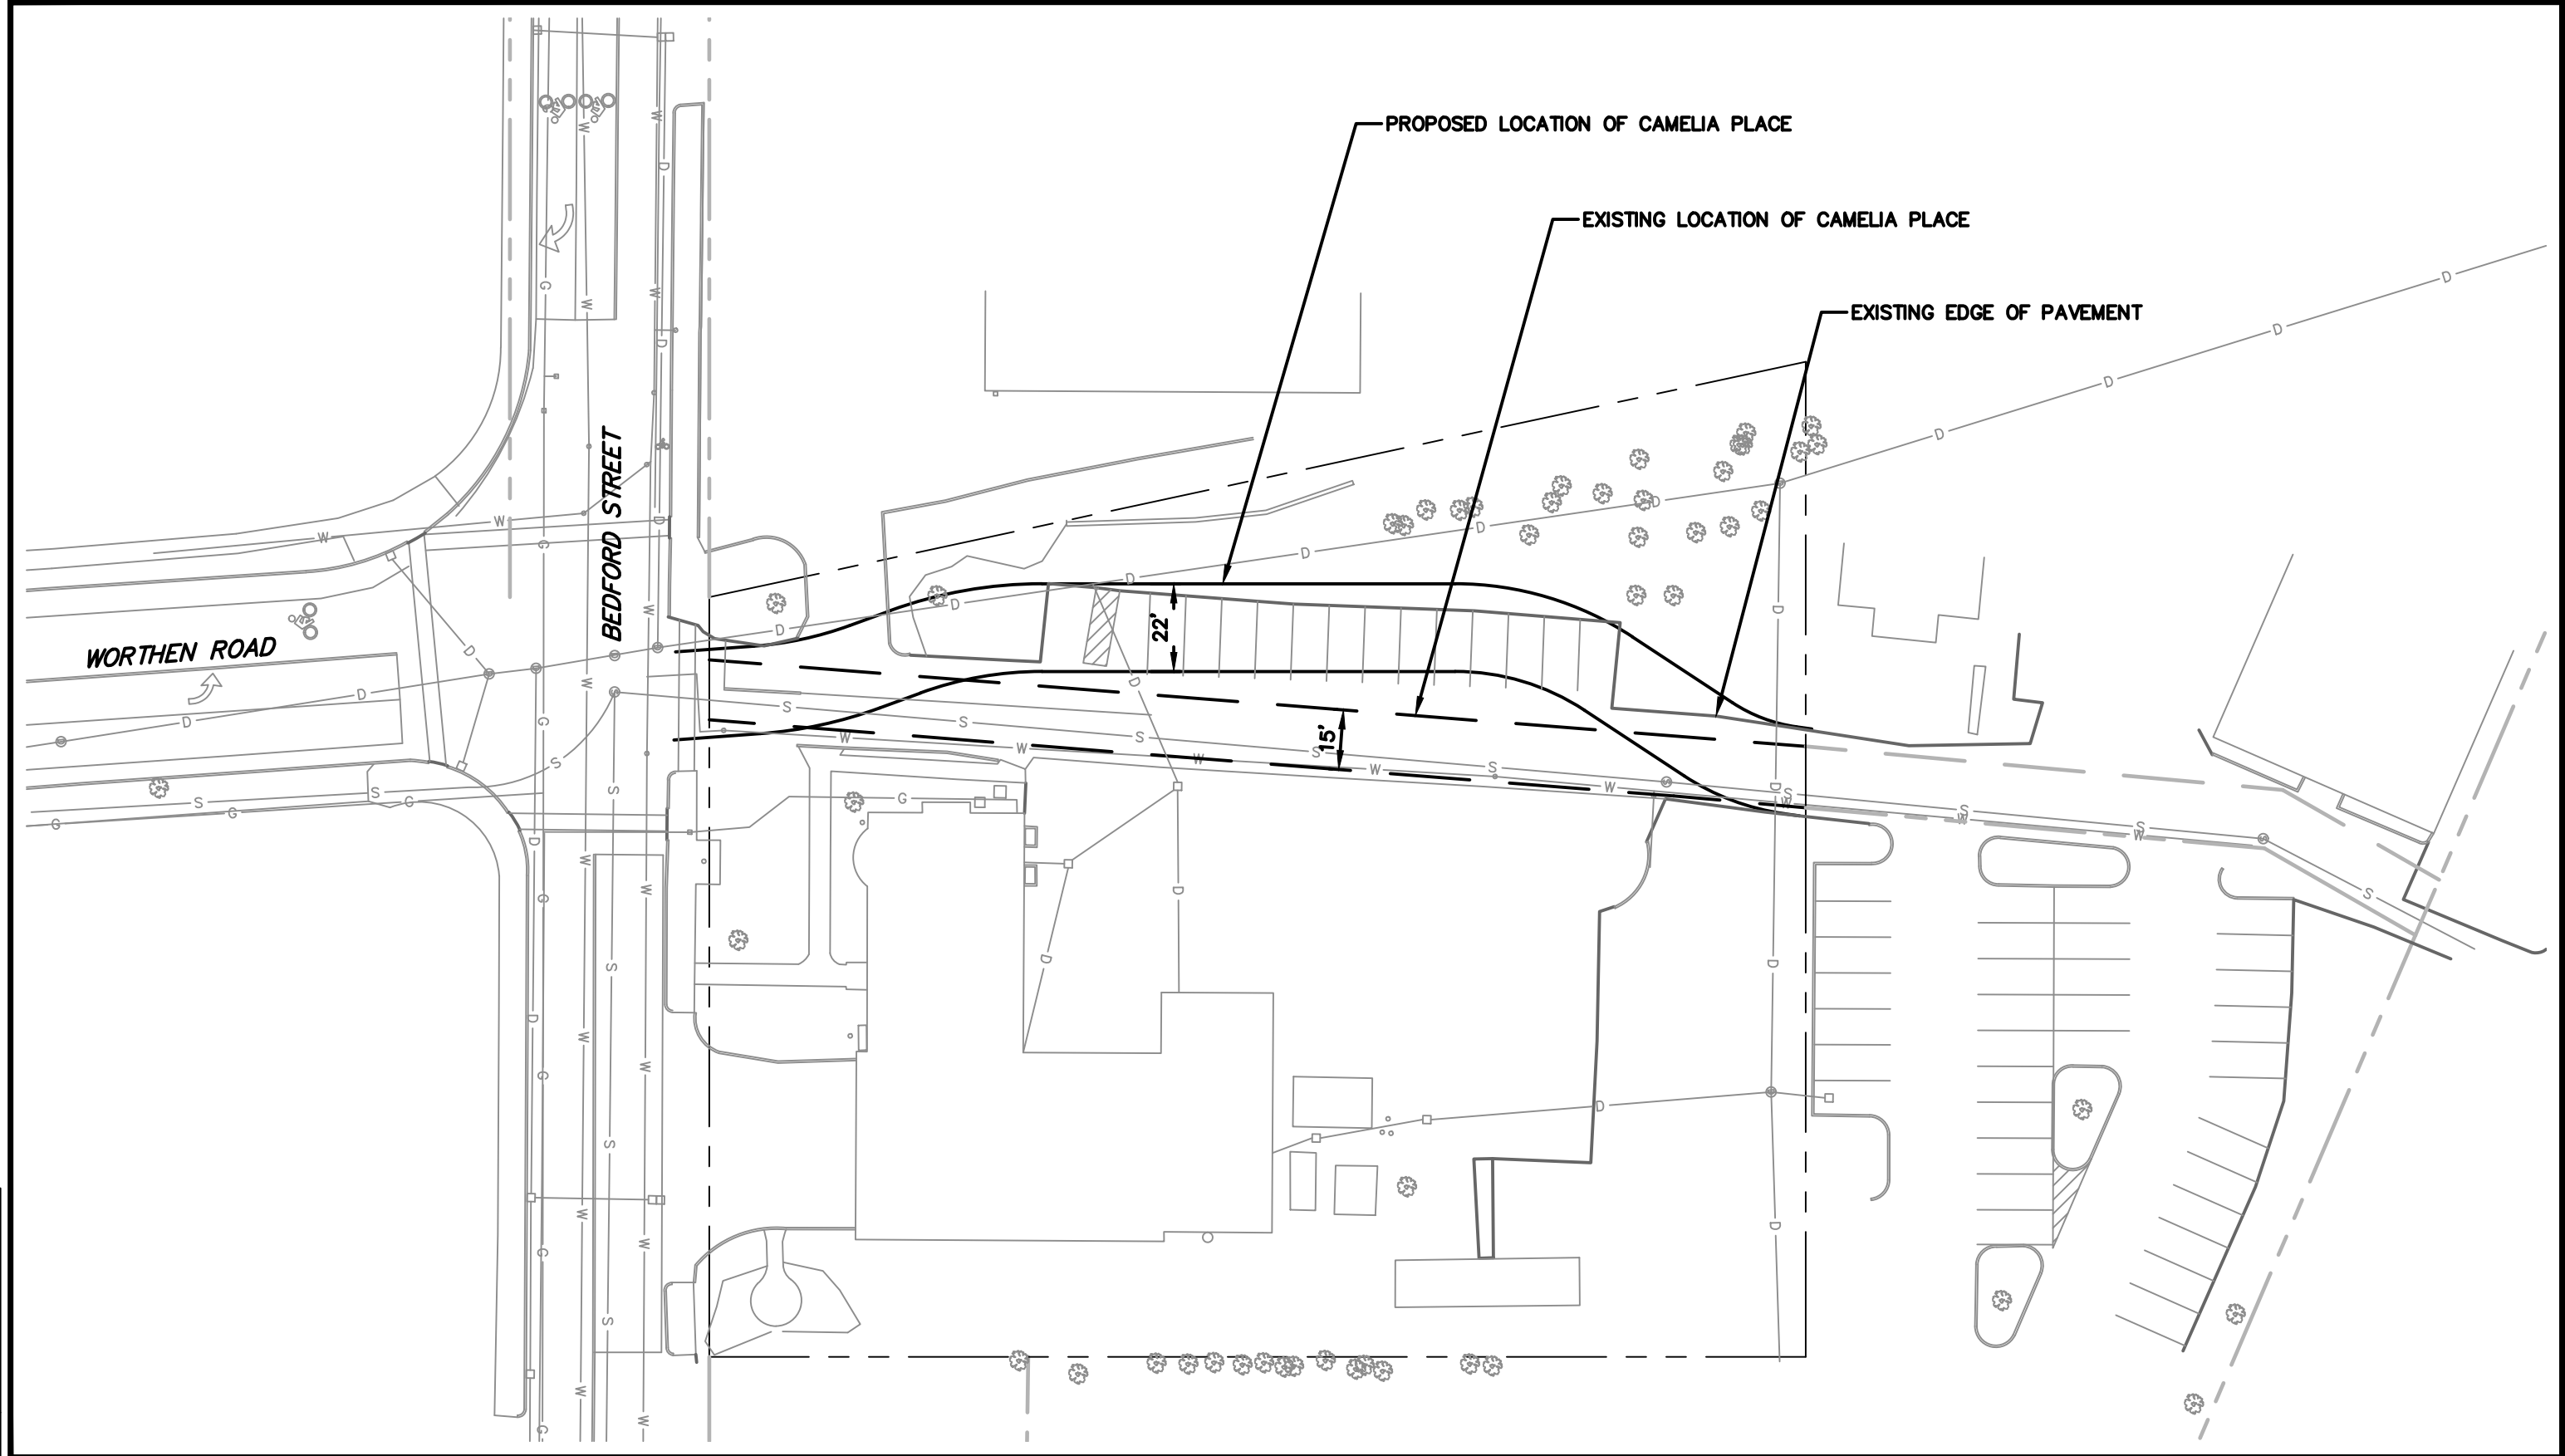 PROPOSED LOCATION OF CAMELIA PLACE
EXISTING LOCATION OF CAMELIA PLACE
EXISTING EDGE OF PAVEMENT
BEDFORD STREET
WORTHEN ROAD
22'
15'